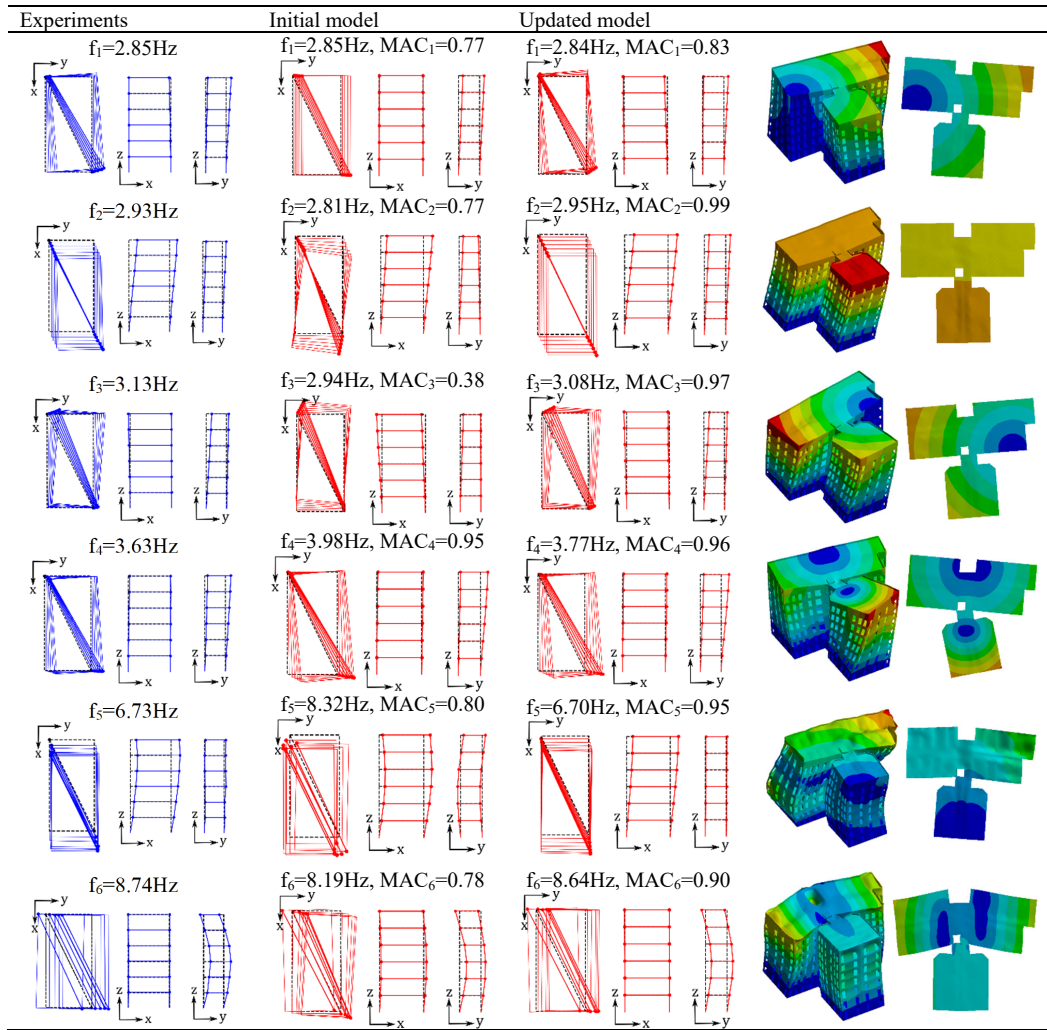 Experiments Initial model Updated model
f₁=2.85Hz f₁=2.85Hz, MAC₁=0.77 f₁=2.84Hz, MAC₁=0.83
y y y
x x x
z z z z z z
x y x y x y
f₂=2.93Hz f₂=2.81Hz, MAC₂=0.77 f₂=2.95Hz, MAC₂=0.99
y y y
x x x
z z z z z z
x y x y x y
f₃=3.13Hz f₃=2.94Hz, MAC₃=0.38 f₃=3.08Hz, MAC₃=0.97
y y y
x x x
z z z z z z
x y x y x y
f₄=3.63Hz f₄=3.98Hz, MAC₄=0.95 f₄=3.77Hz, MAC₄=0.96
y y y
x x x
z z z z z z
x y x y x y
f₅=6.73Hz f₅=8.32Hz, MAC₅=0.80 f₅=6.70Hz, MAC₅=0.95
y y y
x x x
z z z z z z
x y x y x y
f₆=8.74Hz f₆=8.19Hz, MAC₆=0.78 f₆=8.64Hz, MAC₆=0.90
y y y
x x x
z z z z z z
x y x y x y